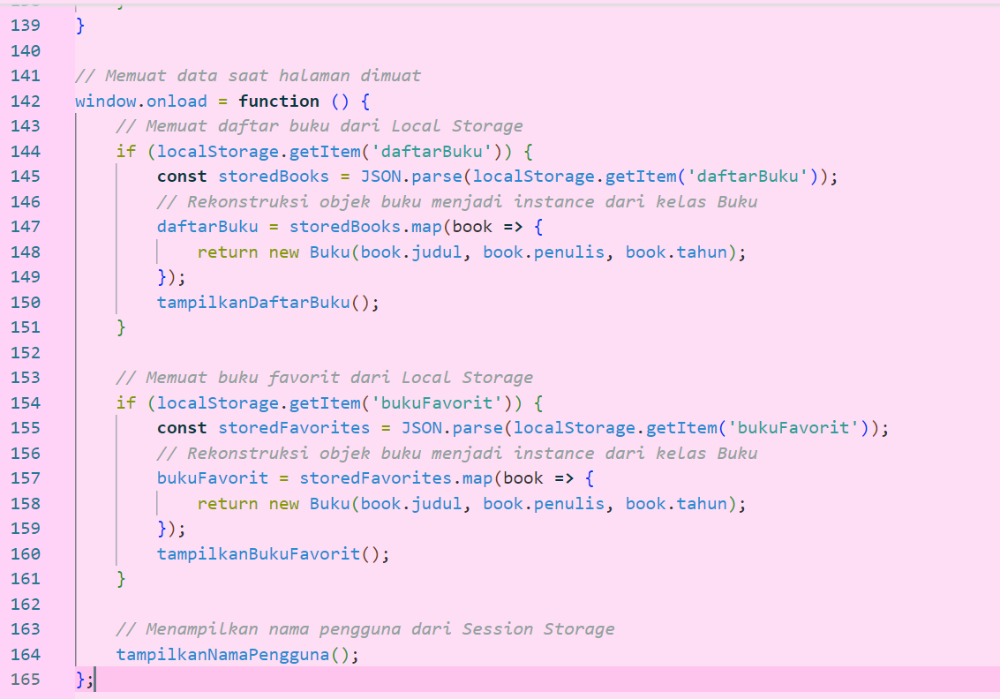 139 }
140
141 // Memuat data saat halaman dimuat
142 window.onload = function () {
143     // Memuat daftar buku dari Local Storage
144     if (localStorage.getItem('daftarBuku')) {
145         const storedBooks = JSON.parse(localStorage.getItem('daftarBuku'));
146         // Rekonstruksi objek buku menjadi instance dari kelas Buku
147         daftarBuku = storedBooks.map(book => {
148             return new Buku(book.judul, book.penulis, book.tahun);
149         });
150         tampilkanDaftarBuku();
151     }
152
153     // Memuat buku favorit dari Local Storage
154     if (localStorage.getItem('bukuFavorit')) {
155         const storedFavorites = JSON.parse(localStorage.getItem('bukuFavorit'));
156         // Rekonstruksi objek buku menjadi instance dari kelas Buku
157         bukuFavorit = storedFavorites.map(book => {
158             return new Buku(book.judul, book.penulis, book.tahun);
159         });
160         tampilkanBukuFavorit();
161     }
162
163     // Menampilkan nama pengguna dari Session Storage
164     tampilkanNamaPengguna();
165 };